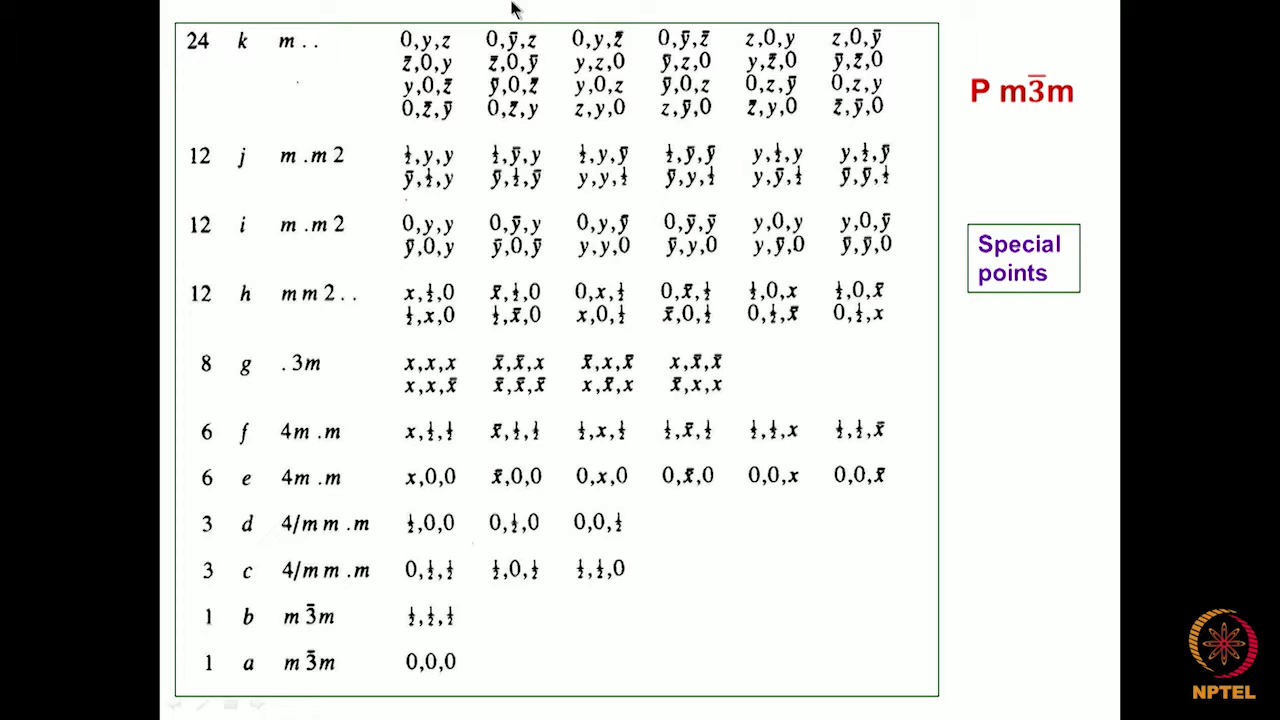 24 k m . . 0,y,z 0,ȳ,z 0,y,z̄ 0,ȳ,z̄ z,0,y z,0,ȳ
z̄,0,y z̄,0,ȳ y,z,0 ȳ,z,0 y,z̄,0 ȳ,z̄,0
y,0,z̄ ȳ,0,z̄ y,0,z ȳ,0,z 0,z,ȳ 0,z,y
0,z̄,ȳ 0,z̄,y z,y,0 z,ȳ,0 z̄,y,0 z̄,ȳ,0
P m3̄m
12 j m .m 2 ½,y,y ½,ȳ,y ½,y,ȳ ½,ȳ,ȳ y,½,y y,½,ȳ
ȳ,½,y ȳ,½,ȳ y,y,½ ȳ,y,½ y,ȳ,½ ȳ,ȳ,½
12 i m .m 2 0,y,y 0,ȳ,y 0,y,ȳ 0,ȳ,ȳ y,0,y y,0,ȳ
ȳ,0,y ȳ,0,ȳ y,y,0 ȳ,y,0 y,ȳ,0 ȳ,ȳ,0
Special
points
12 h m m 2 . . x,½,0 x̄,½,0 0,x,½ 0,x̄,½ ½,0,x ½,0,x̄
½,x,0 ½,x̄,0 x,0,½ x̄,0,½ 0,½,x̄ 0,½,x
8 g . 3m x,x,x x̄,x̄,x x̄,x,x̄ x,x̄,x̄
x,x,x̄ x̄,x̄,x̄ x,x̄,x x̄,x,x
6 f 4m .m x,½,½ x̄,½,½ ½,x,½ ½,x̄,½ ½,½,x ½,½,x̄
6 e 4m .m x,0,0 x̄,0,0 0,x,0 0,x̄,0 0,0,x 0,0,x̄
3 d 4/m m .m ½,0,0 0,½,0 0,0,½
3 c 4/m m .m 0,½,½ ½,0,½ ½,½,0
1 b m 3̄m ½,½,½
1 a m 3̄m 0,0,0
NPTEL